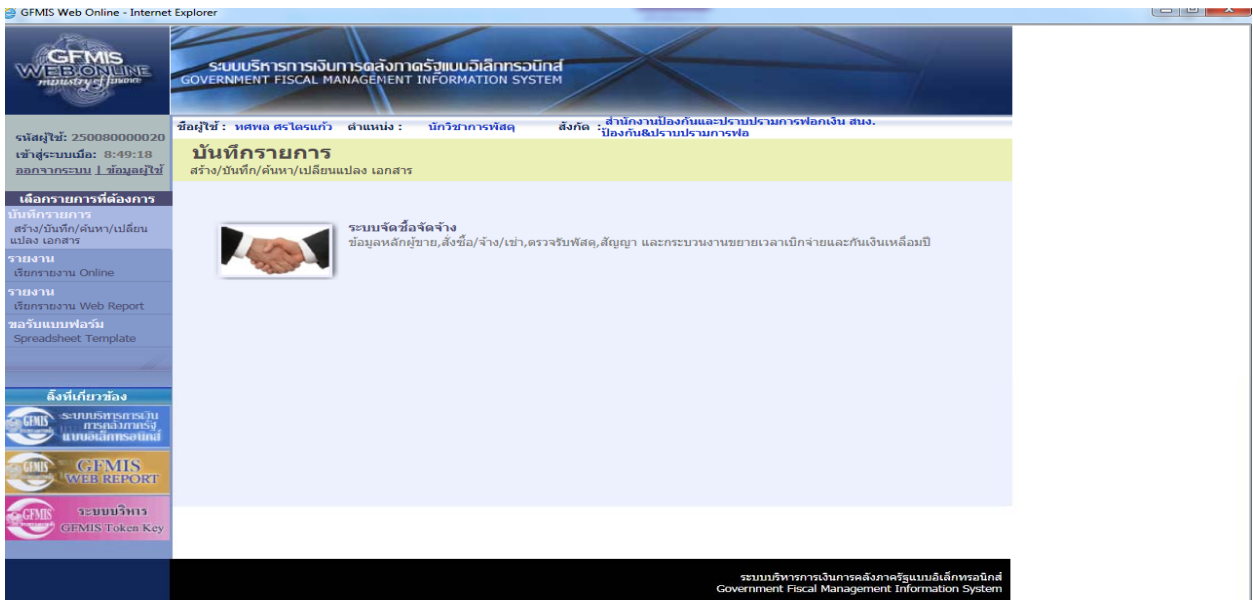 GFMIS Web Online - Internet Explorer
GFMIS
WEB ONLINE
ministry of finance
ระบบบริหารการเงินการคลังภาครัฐแบบอิเล็กทรอนิกส์
GOVERNMENT FISCAL MANAGEMENT INFORMATION SYSTEM
รหัสผู้ใช้: 250080000020
เข้าสู่ระบบเมื่อ: 8:49:18
ออกจากระบบ | ข้อมูลผู้ใช้
ชื่อผู้ใช้ : ทศพล ศรไตรแก้ว ตำแหน่ง : นักวิชาการพัสดุ สังกัด : สำนักงานป้องกันและปราบปรามการฟอกเงิน สนง.
ป้องกัน&ปราบปรามการฟอ
บันทึกรายการ
สร้าง/บันทึก/ค้นหา/เปลี่ยนแปลง เอกสาร
เลือกรายการที่ต้องการ
บันทึกรายการ
สร้าง/บันทึก/ค้นหา/เปลี่ยน
แปลง เอกสาร
รายงาน
เรียกรายงาน Online
รายงาน
เรียกรายงาน Web Report
ขอรับแบบฟอร์ม
Spreadsheet Template
ระบบจัดซื้อจัดจ้าง
ข้อมูลหลักผู้ขาย,สั่งซื้อ/จ้าง/เช่า,ตรวจรับพัสดุ,สัญญา และกระบวนงานขยายเวลาเบิกจ่ายและกันเงินเหลื่อมปี
ลิ้งที่เกี่ยวข้อง
GFMIS
ระบบบริหารการเงิน
การคลังภาครัฐ
แบบอิเล็กทรอนิกส์
GFMIS
GFMIS
WEB REPORT
GFMIS
ระบบบริหาร
GFMIS Token Key
ระบบบริหารการเงินการคลังภาครัฐแบบอิเล็กทรอนิกส์
Government Fiscal Management Information System